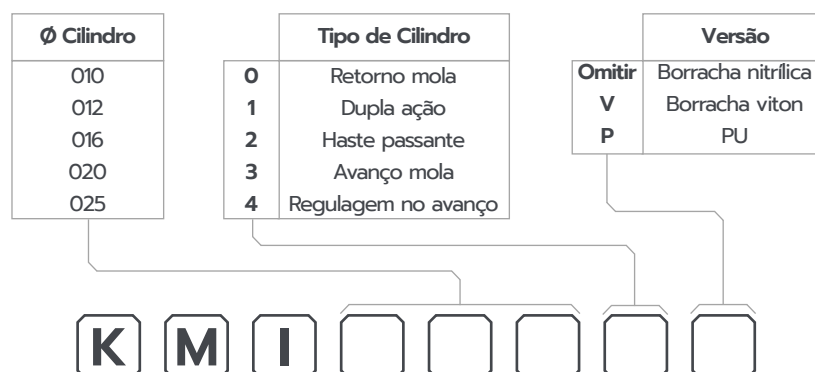 Ø Cilindro Tipo de Cilindro Versão
010 0 Retorno mola Omitir Borracha nitrílica
012 1 Dupla ação V Borracha viton
016 2 Haste passante P PU
020 3 Avanço mola
025 4 Regulagem no avanço
K M I